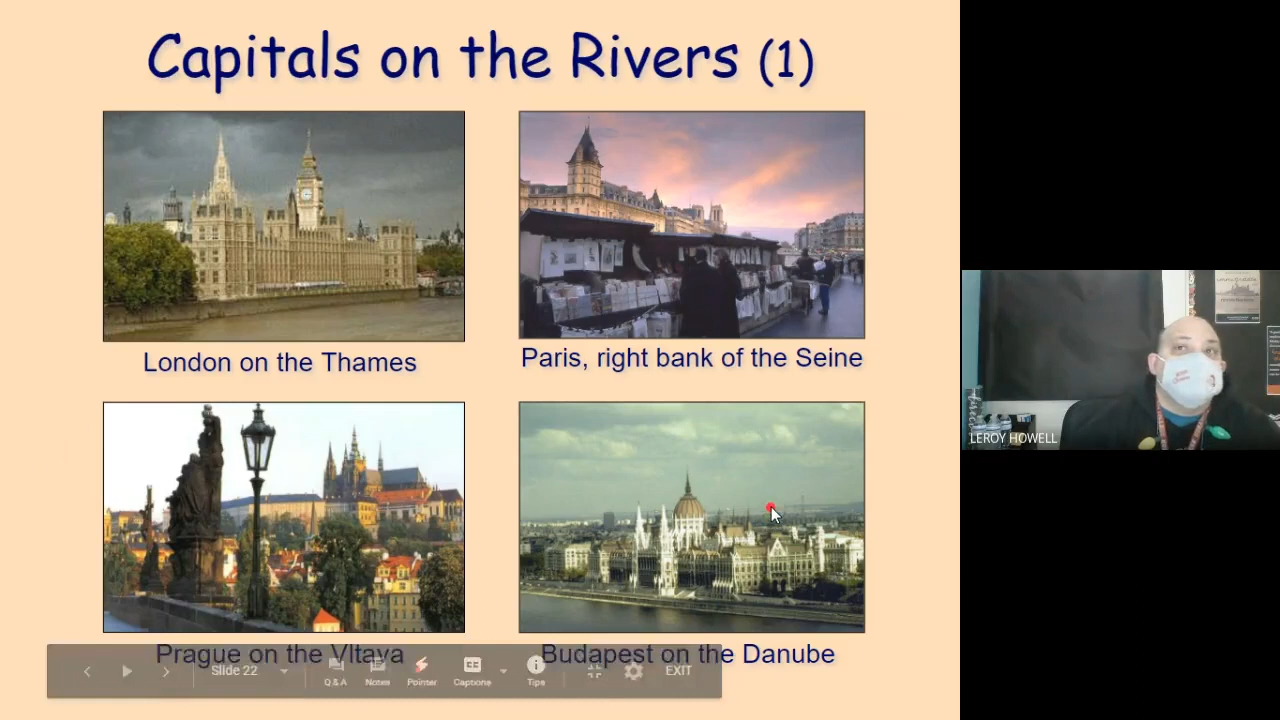 Capitals on the Rivers (1)
London on the Thames
Paris, right bank of the Seine
Prague on the Vltava
Budapest on the Danube
Slide 22
Q & A
Notes
Pointer
CC
Captions
Tips
EXIT
LEROY HOWELL